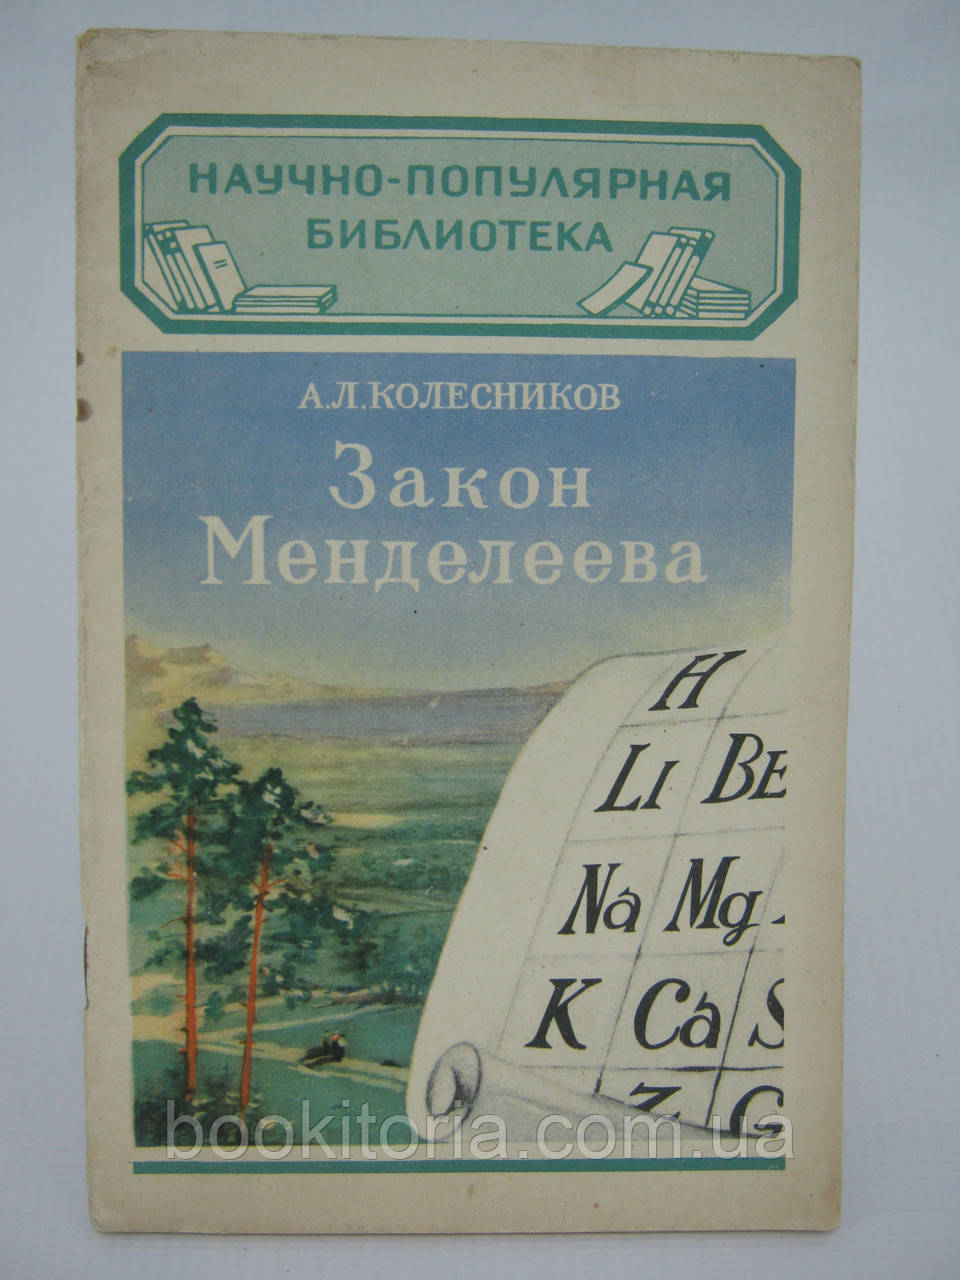 НАУЧНО-ПОПУЛЯРНАЯ
БИБЛИОТЕКА
А.Л.КОЛЕСНИКОВ
Закон
Менделеева
H
LI BE
Na Mg
K Ca S
Z G
bookitoria.com.ua